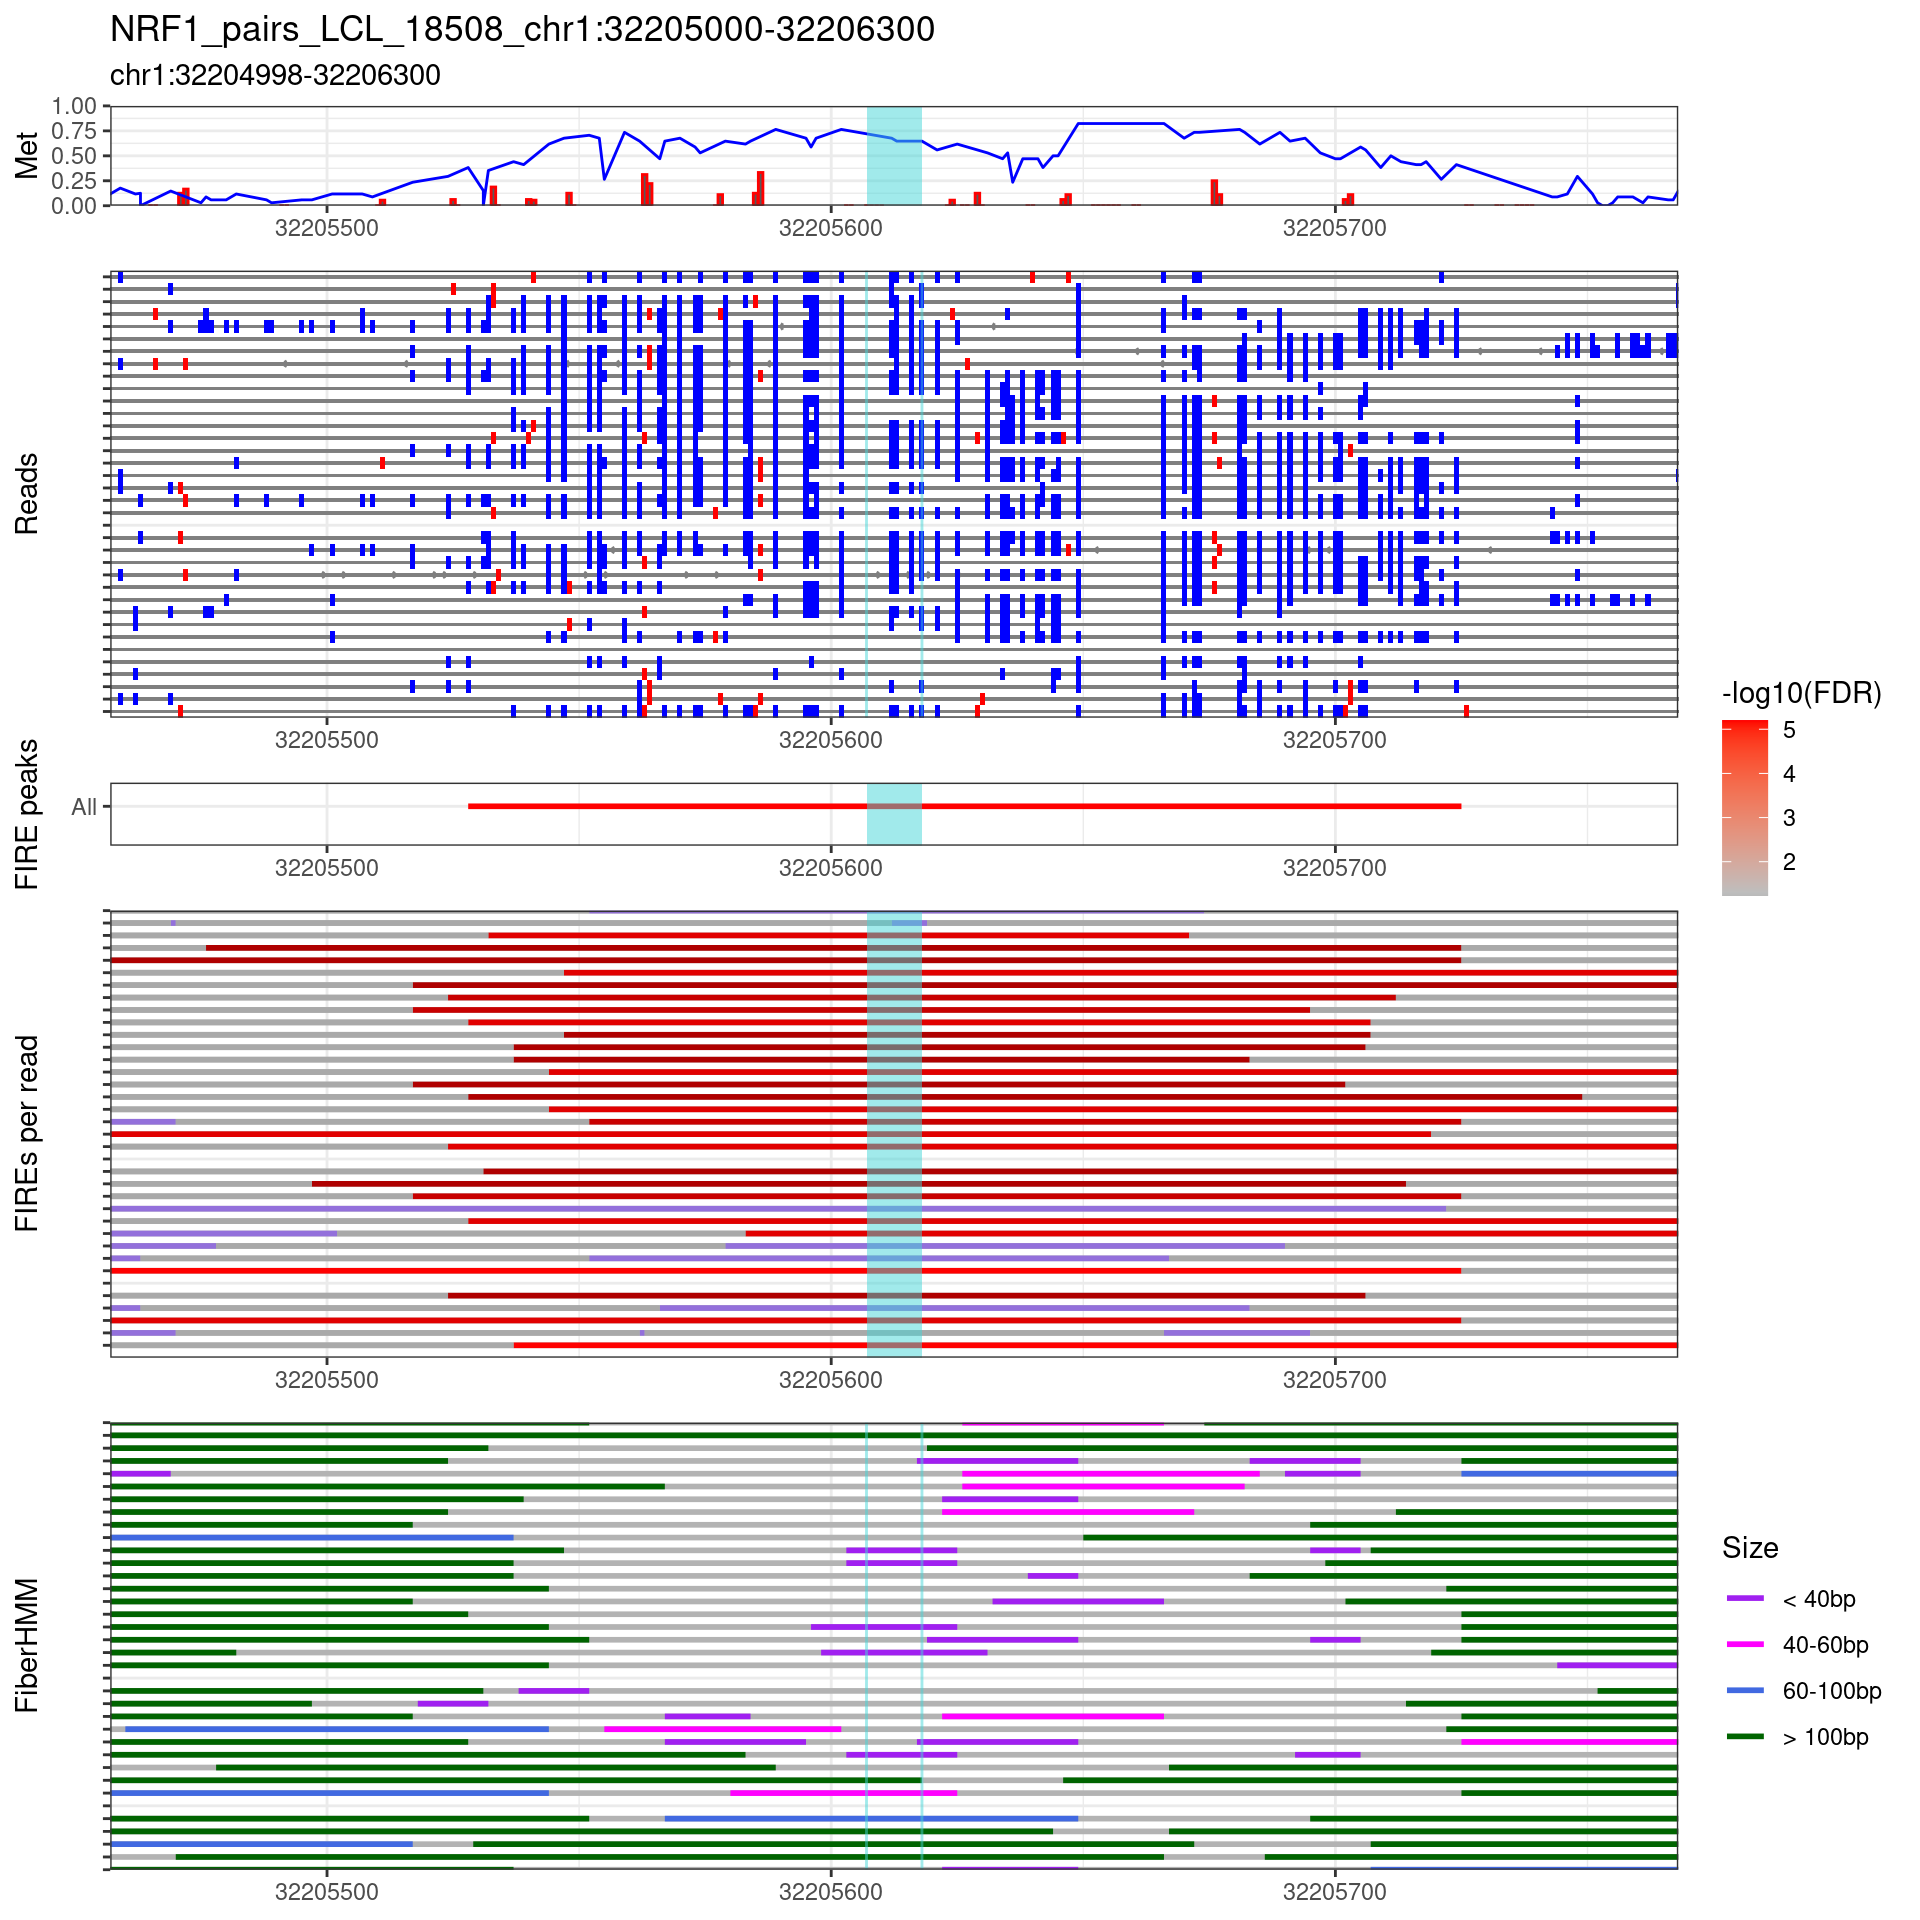 NRF1_pairs_LCL_18508_chr1:32205000-32206300
chr1:32204998-32206300
Met
1.00
0.75
0.50
0.25
0.00
32205500 32205600 32205700
Reads
32205500 32205600 32205700
FIRE peaks
All
32205500 32205600 32205700
-log10(FDR)
5
4
3
2
FIREs per read
32205500 32205600 32205700
FiberHMM
32205500 32205600 32205700
Size
< 40bp
40-60bp
60-100bp
> 100bp